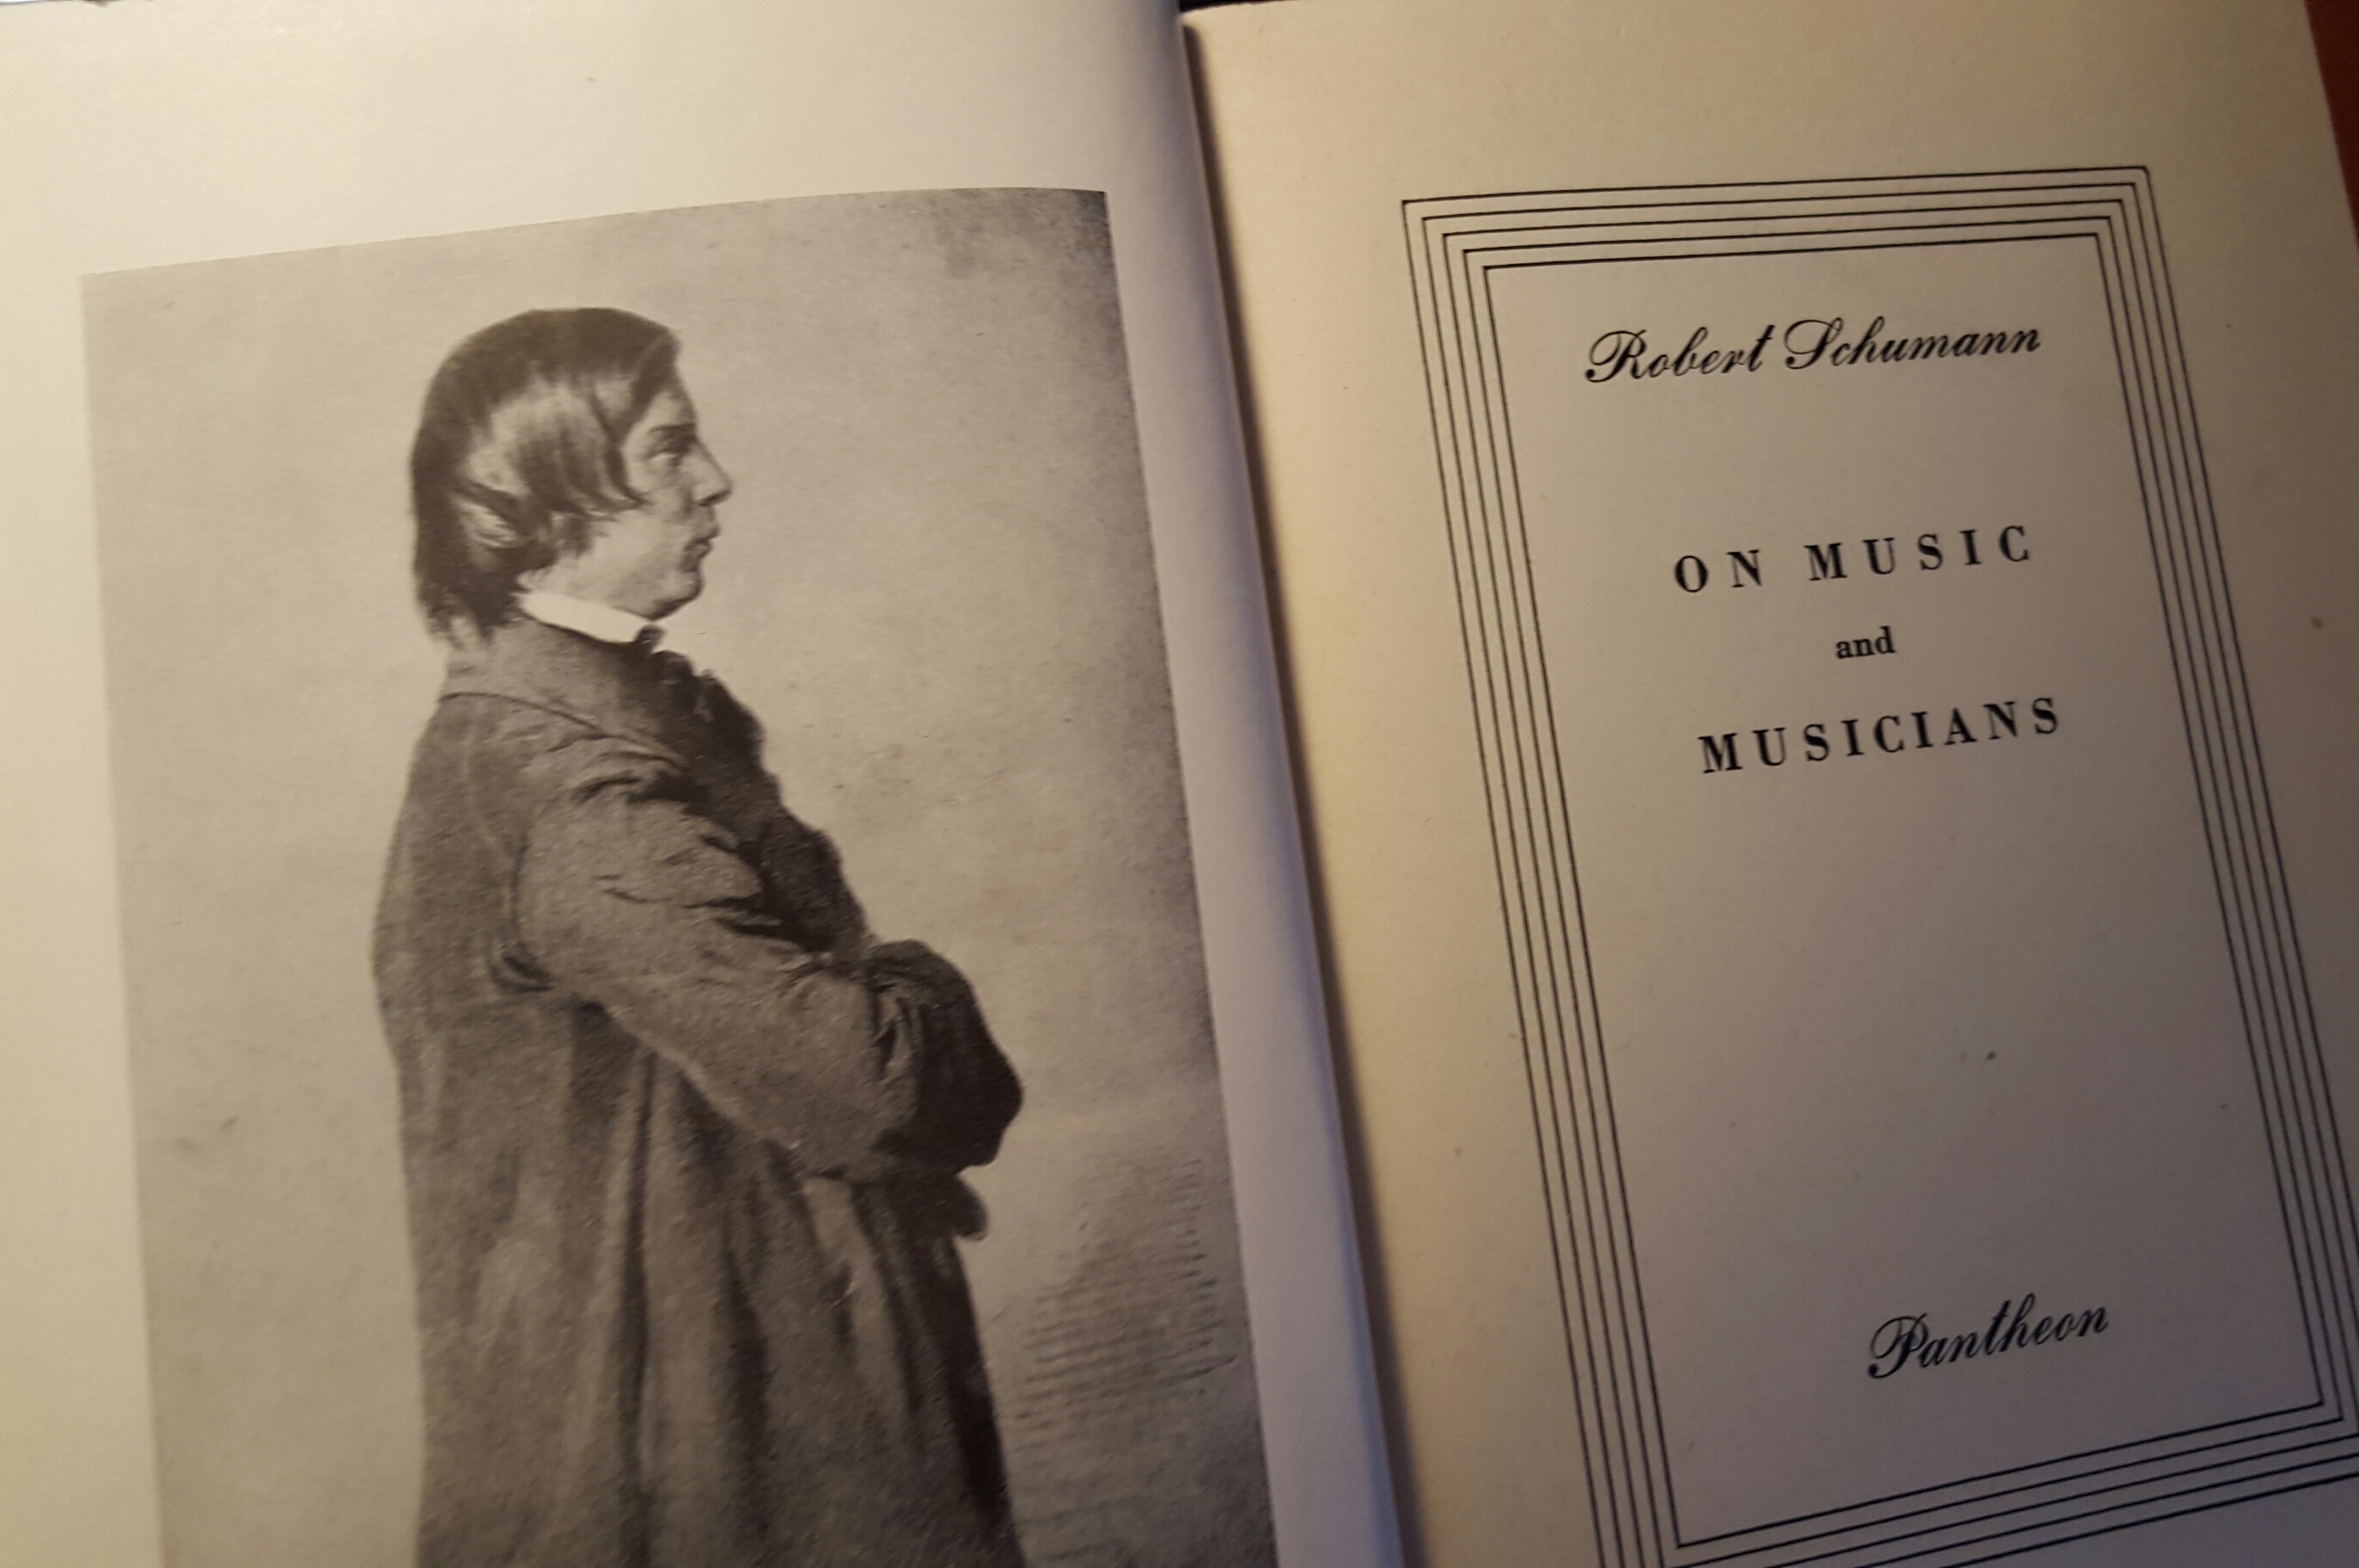 Robert Schumann
ON MUSIC
and
MUSICIANS
Pantheon